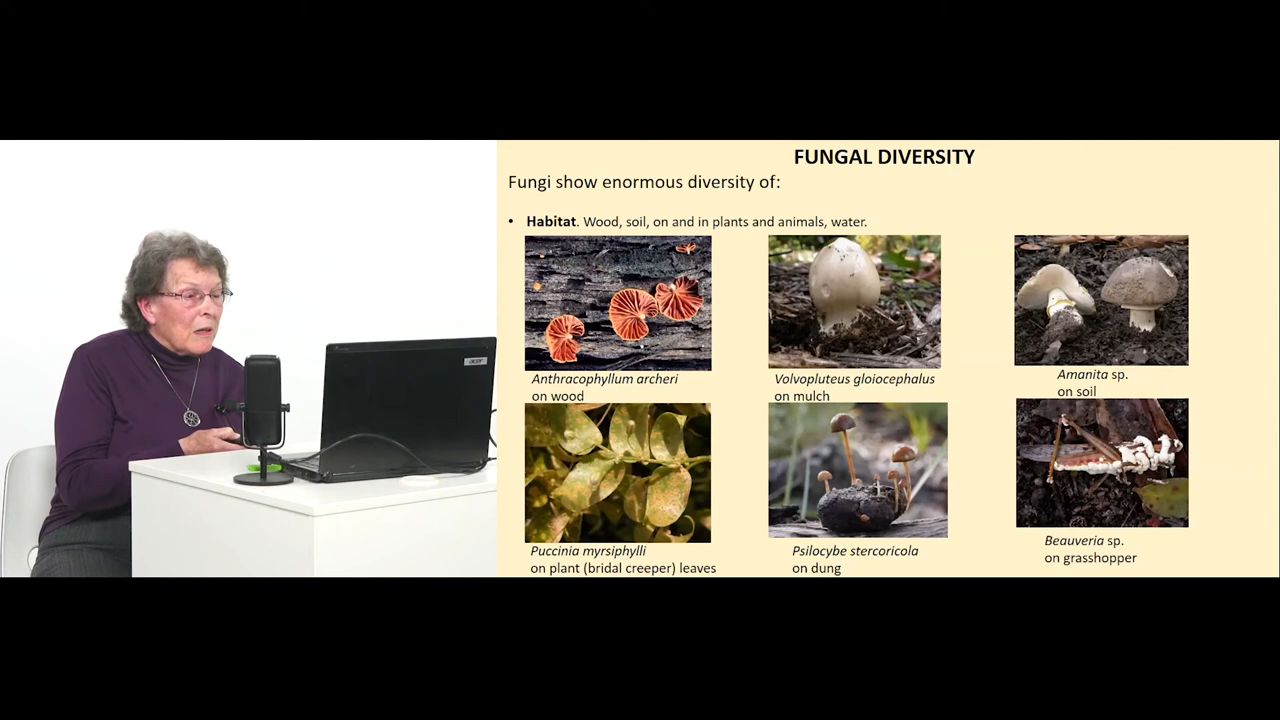 FUNGAL DIVERSITY
Fungi show enormous diversity of:
• Habitat. Wood, soil, on and in plants and animals, water.
Anthracophyllum archeri
on wood
Volvopluteus gloiocephalus
on mulch
Amanita sp.
on soil
Puccinia myrsiphylli
on plant (bridal creeper) leaves
Psilocybe stercoricola
on dung
Beauveria sp.
on grasshopper
acer